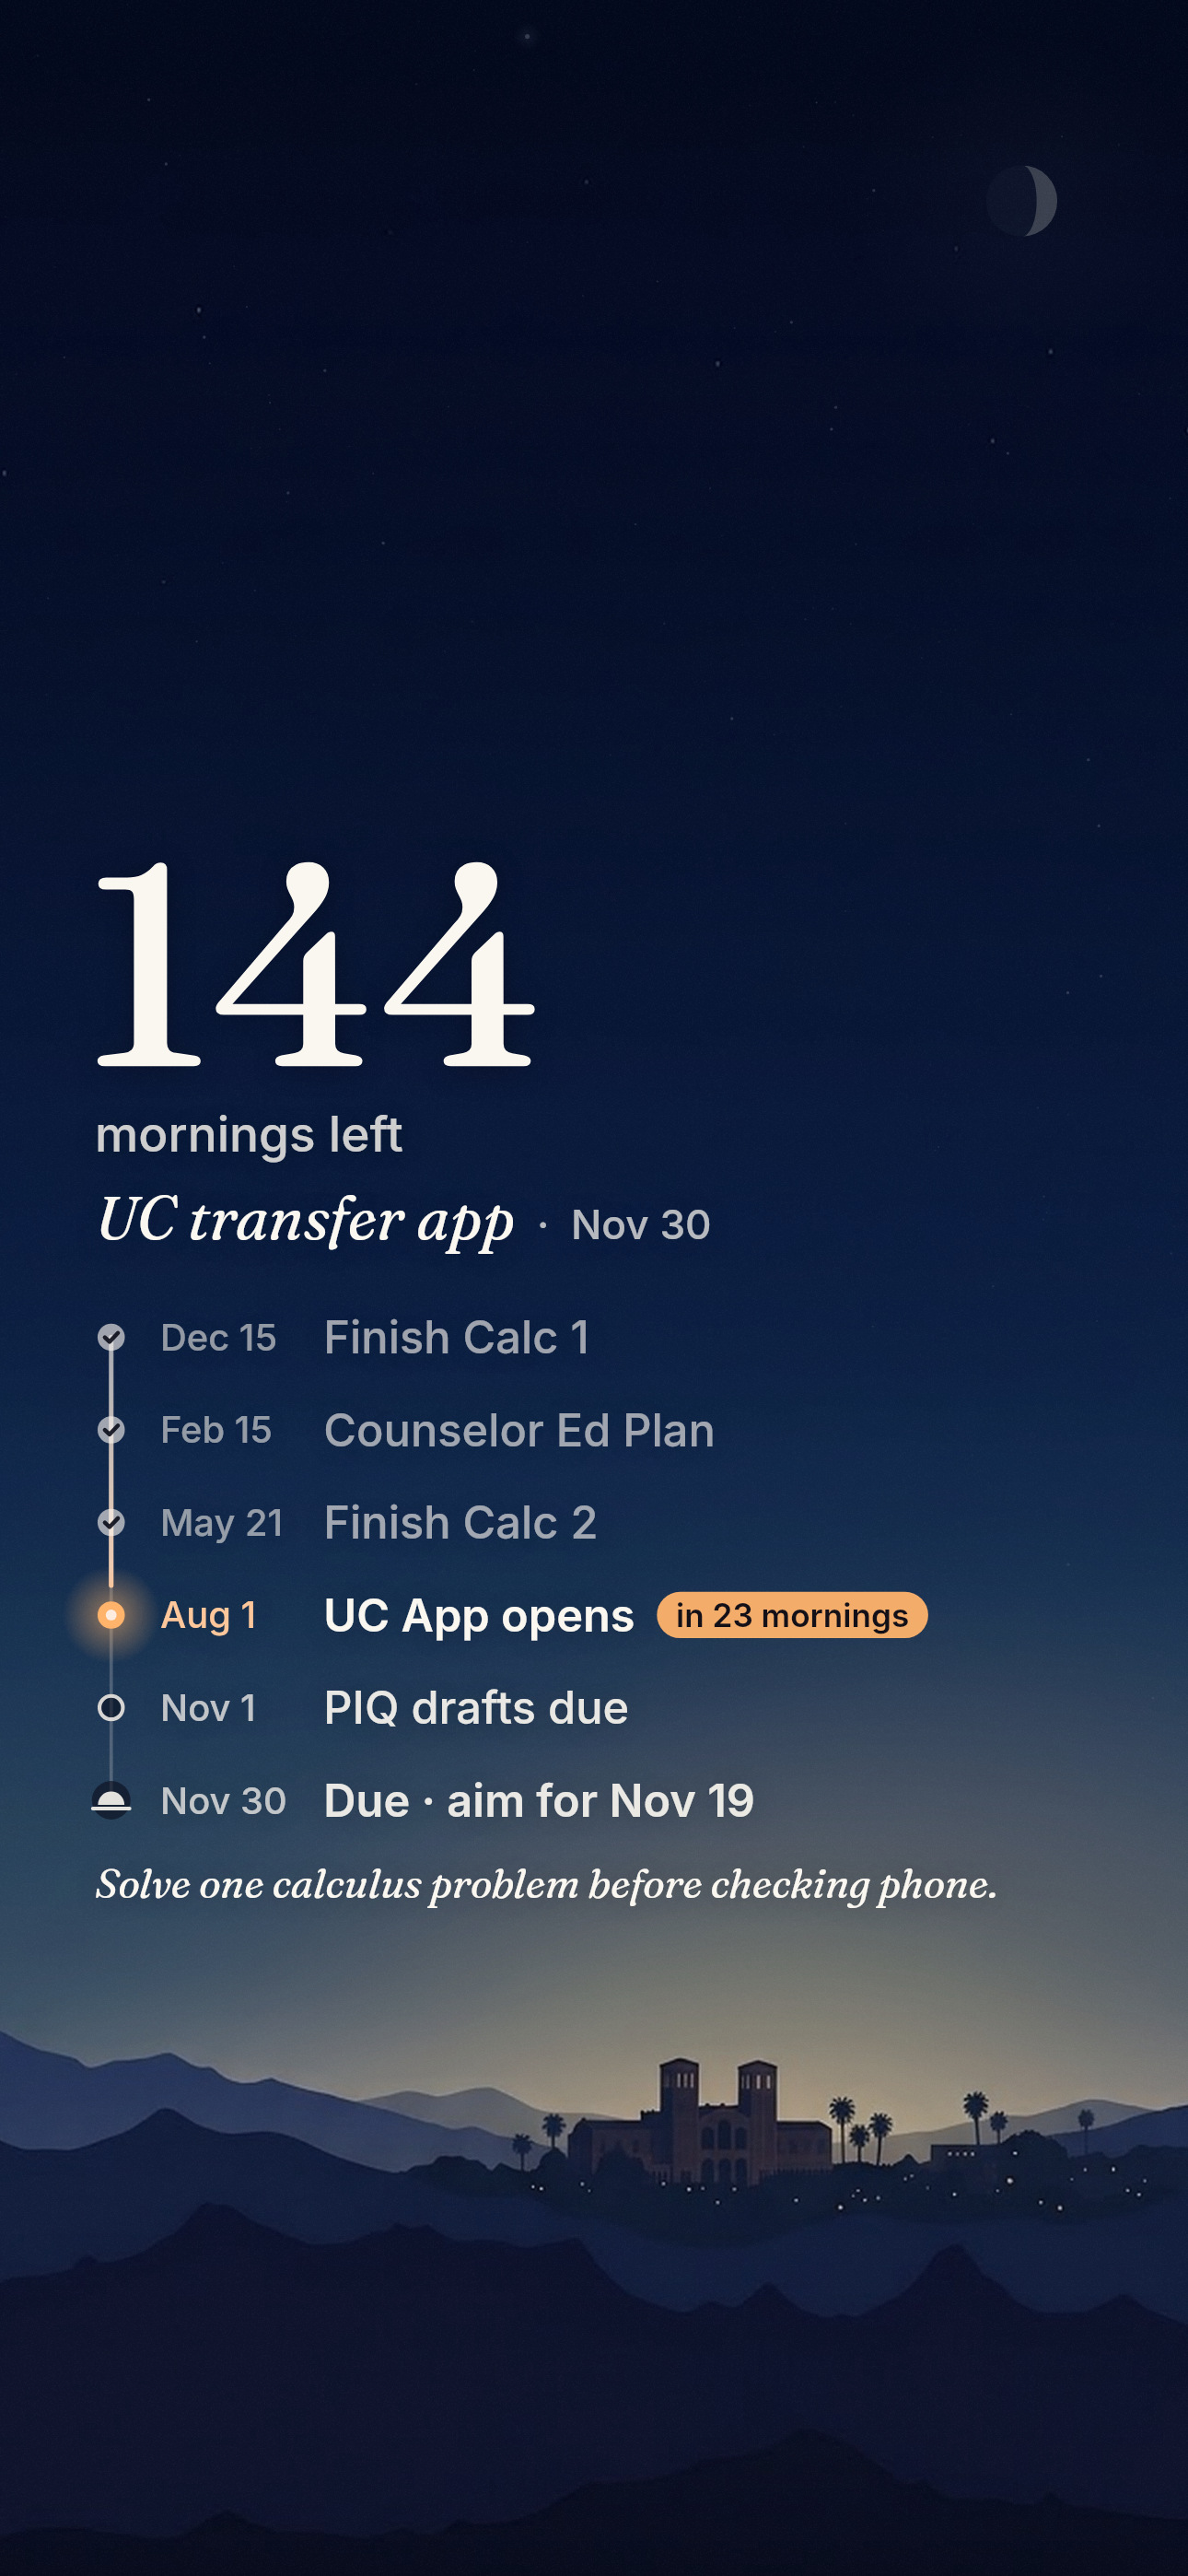 144
mornings left
UC transfer app · Nov 30
Dec 15 Finish Calc 1
Feb 15 Counselor Ed Plan
May 21 Finish Calc 2
Aug 1 UC App opens in 23 mornings
Nov 1 PIQ drafts due
Nov 30 Due · aim for Nov 19
Solve one calculus problem before checking phone.